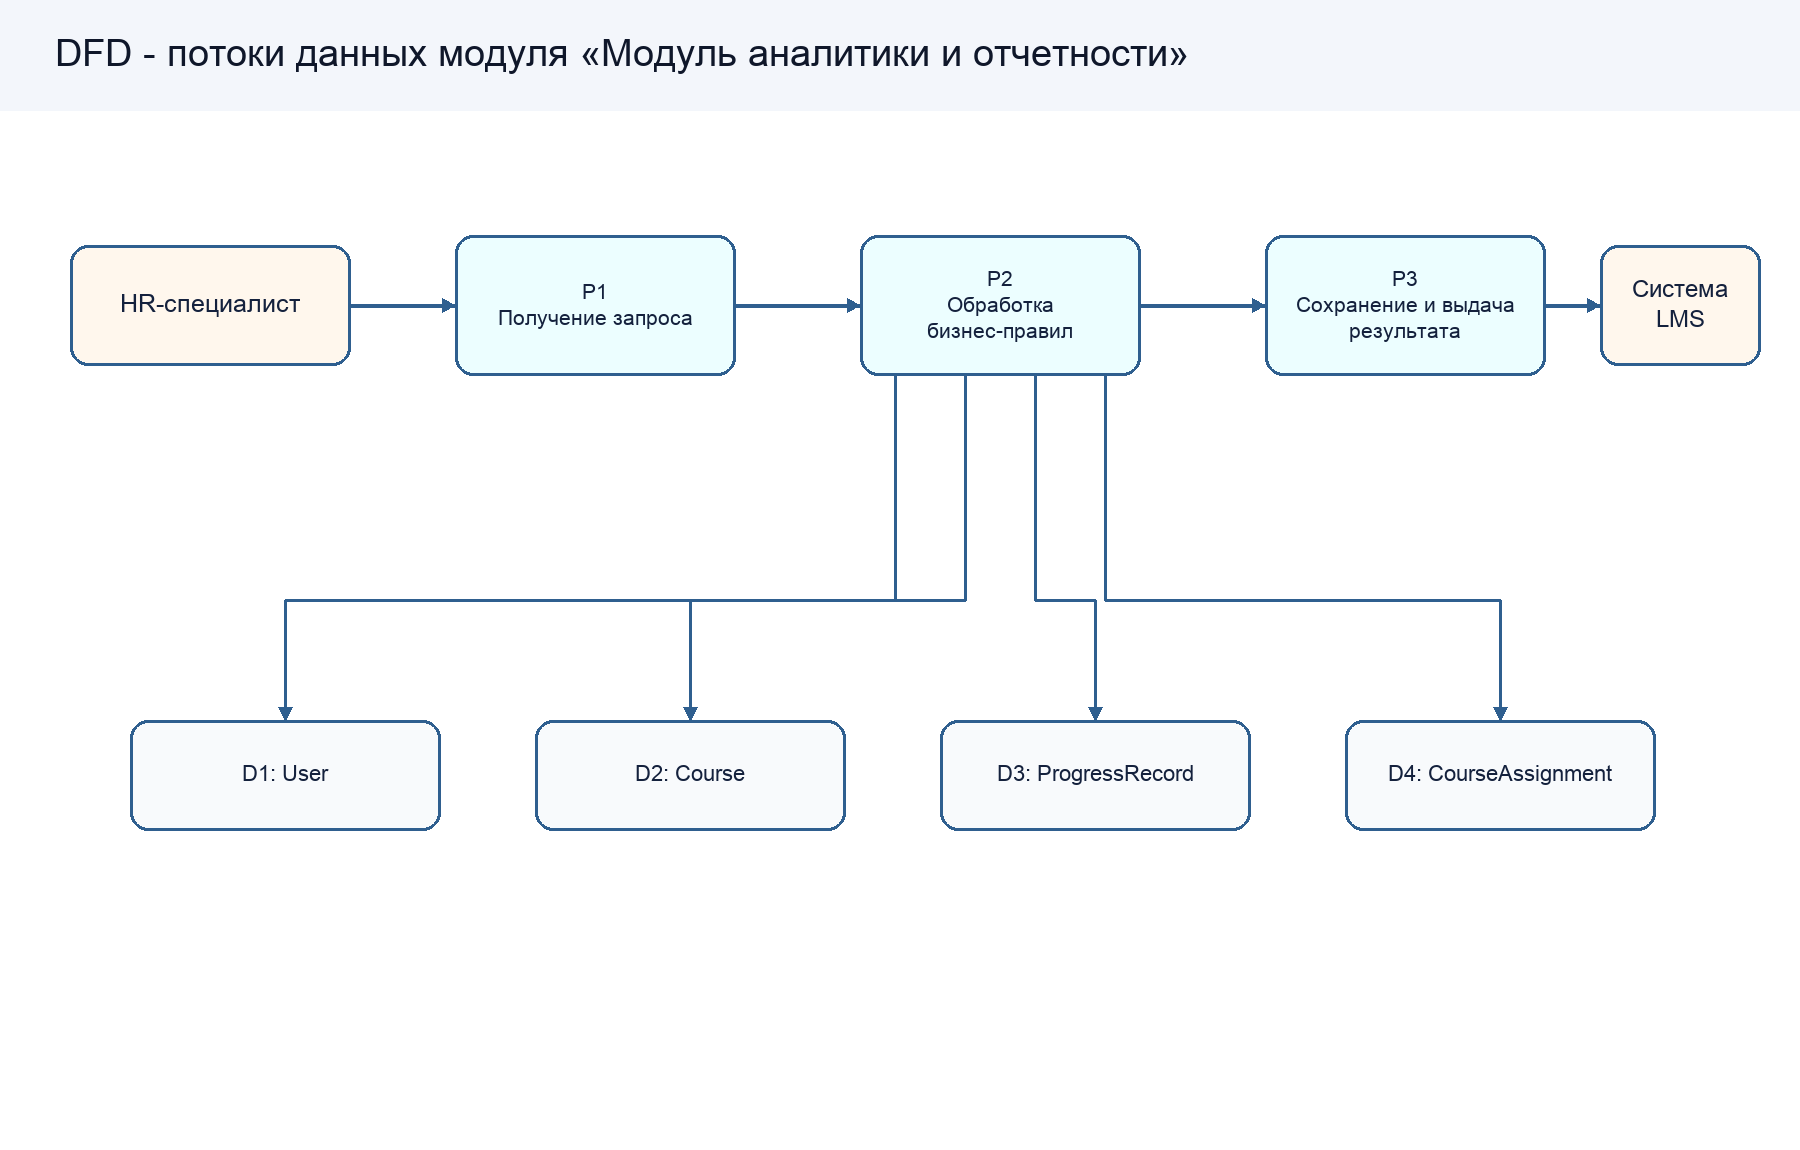 DFD - потоки данных модуля «Модуль аналитики и отчетности»
HR-специалист
P1
Получение запроса
P2
Обработка
бизнес-правил
P3
Сохранение и выдача
результата
Система
LMS
D1: User
D2: Course
D3: ProgressRecord
D4: CourseAssignment